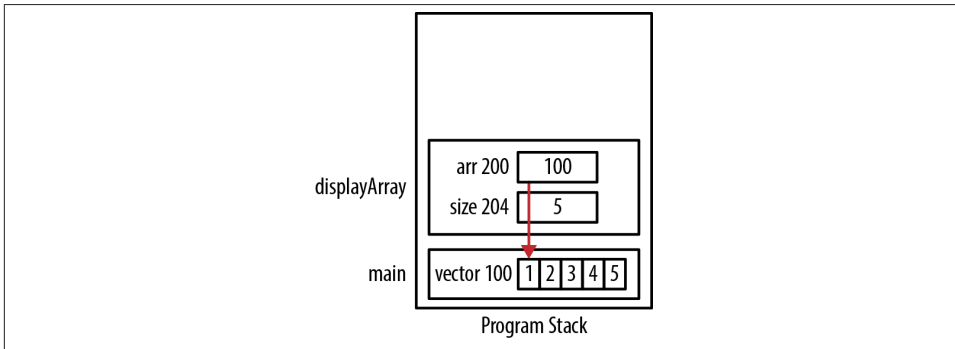 arr 200 100
displayArray
size 204 5
main vector 100 1 2 3 4 5
Program Stack